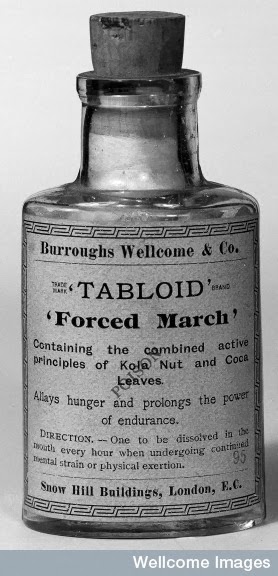 Burroughs Wellcome & Co.
TRADE MARK 'TABLOID' BRAND
'Forced March'
Containing the combined active
principles of Kola Nut and Coca
Leaves.
Allays hunger and prolongs the power
of endurance.
DIRECTION. — One to be dissolved in the
mouth every hour when undergoing continued
mental strain or physical exertion.
95
Snow Hill Buildings, London, E.C.
Wellcome Images